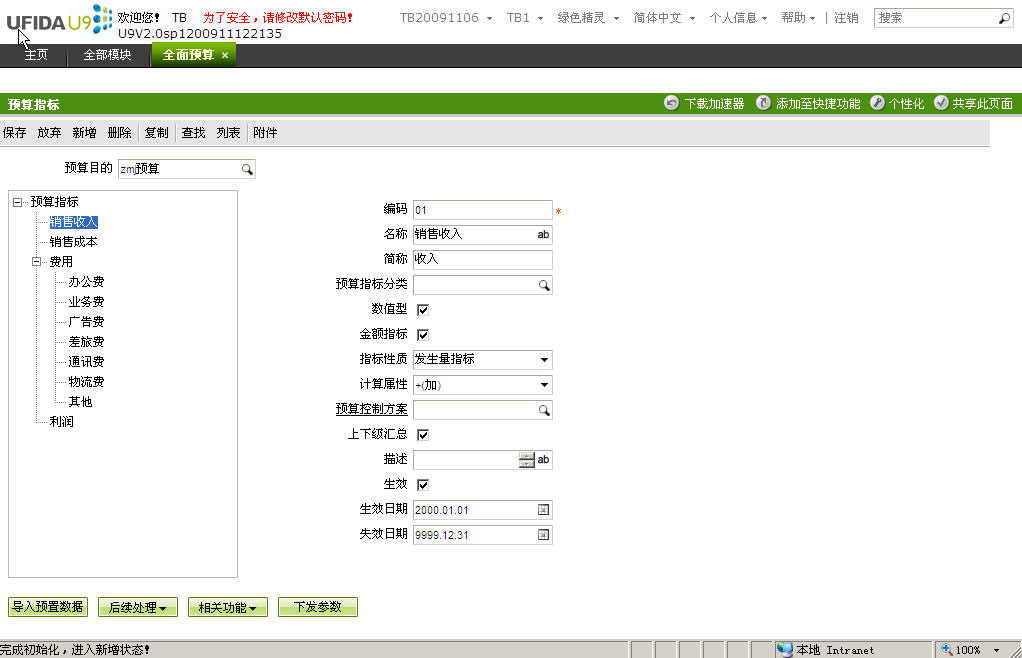 UFIDA U9 欢迎您! TB 为了安全，请修改默认密码! TB20091106 TB1 绿色精灵 简体中文 个人信息 帮助 | 注销 搜索
U9V2.0sp1200911122135
主页 全部模块 全面预算 ×
预算指标 下载加速器 添加至快捷功能 个性化 共享此页面
保存 放弃 新增 删除 复制 查找 列表 附件
预算目的 zm预算
预算指标
销售收入
销售成本
费用
办公费
业务费
广告费
差旅费
通讯费
物流费
其他
利润
编码 01 *
名称 销售收入 ab
简称 收入
预算指标分类
数值型
金额指标
指标性质 发生量指标
计算属性 +(加)
预算控制方案
上下级汇总
描述 ab
生效
生效日期 2000.01.01
失效日期 9999.12.31
导入预置数据 后续处理 相关功能 下发参数
完成初始化，进入新增状态! 本地 Intranet 100%